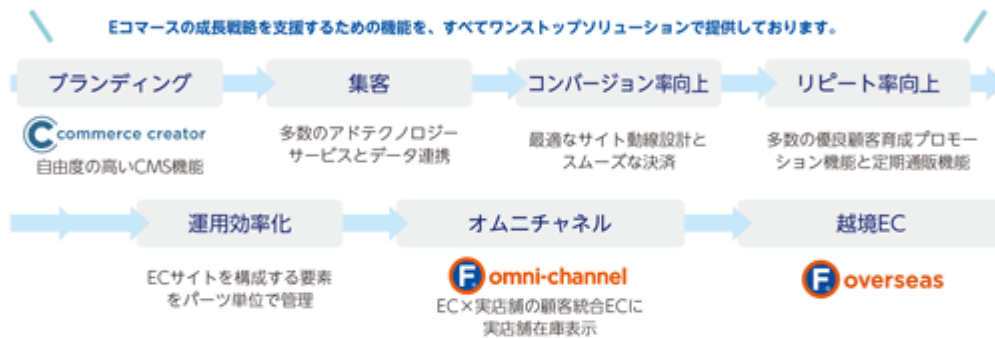 Eコマースの成長戦略を支援するための機能を、すべてワンストップソリューションで提供しております。
ブランディング
集客
コンバージョン率向上
リピート率向上
commerce creator
自由度の高いCMS機能
多数のアドテクノロジー
サービスとデータ連携
最適なサイト動線設計と
スムーズな決済
多数の優良顧客育成プロモー
ション機能と定期通販機能
運用効率化
オムニチャネル
越境EC
ECサイトを構成する要素
をパーツ単位で管理
F omni-channel
EC×実店舗の顧客統合ECに
実店舗在庫表示
F overseas